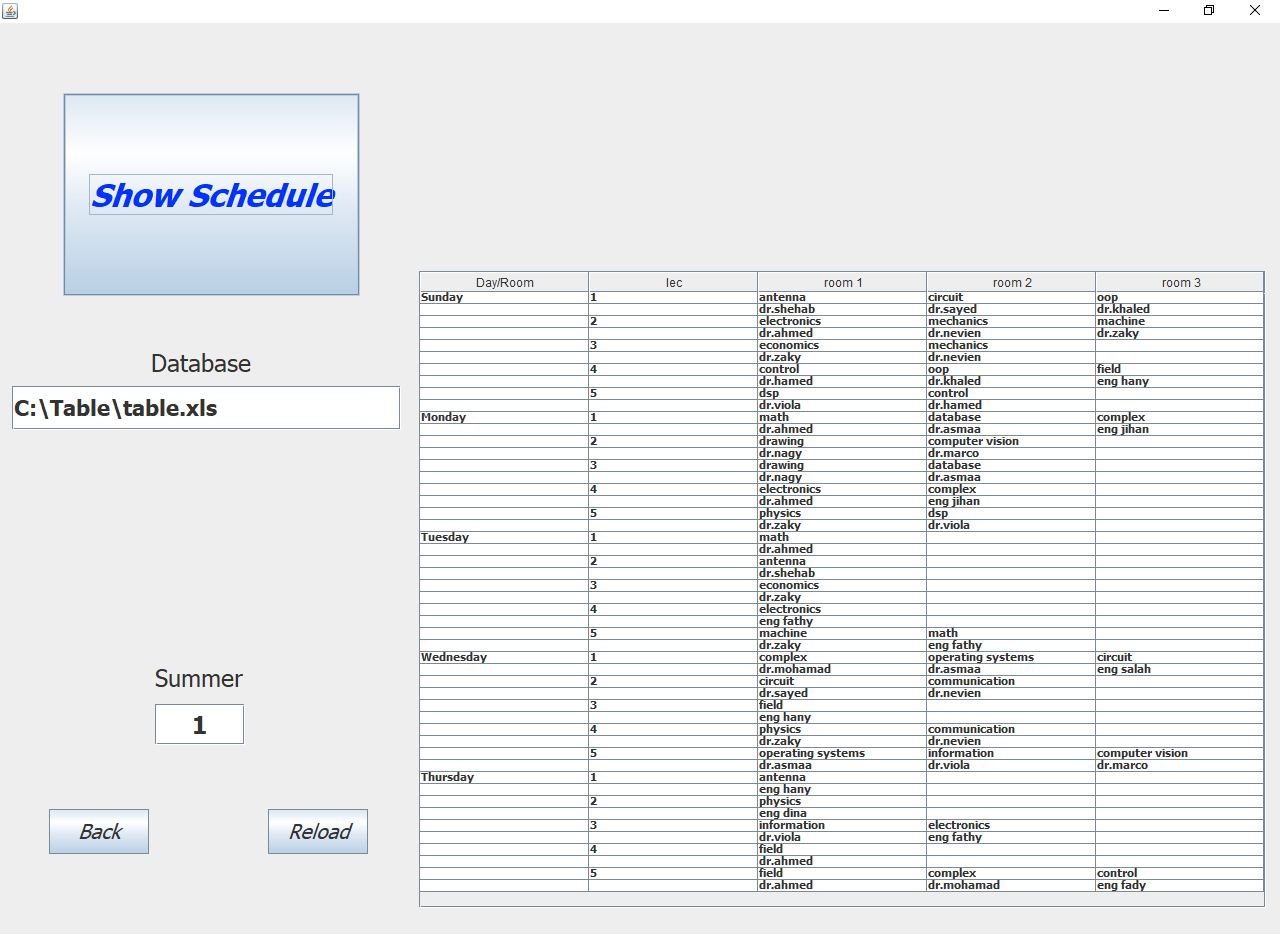 Show Schedule
Database
C:\Table\table.xls
Summer
1
Back Reload
Day/Room lec room 1 room 2 room 3
Sunday 1 antenna circuit oop
dr.shehab dr.sayed dr.khaled
2 electronics mechanics machine
dr.ahmed dr.nevien dr.zaky
3 economics mechanics
dr.zaky dr.nevien
4 control oop field
dr.hamed dr.khaled eng hany
5 dsp control
dr.viola dr.hamed
Monday 1 math database complex
dr.ahmed dr.asmaa eng jihan
2 drawing computer vision
dr.nagy dr.marco
3 drawing database
dr.nagy dr.asmaa
4 electronics complex
dr.ahmed eng jihan
5 physics dsp
dr.zaky dr.viola
Tuesday 1 math
dr.ahmed
2 antenna
dr.shehab
3 economics
dr.zaky
4 electronics
eng fathy
5 machine math
dr.zaky eng fathy
Wednesday 1 complex operating systems circuit
dr.mohamad dr.asmaa eng salah
2 circuit communication
dr.sayed dr.nevien
3 field
eng hany
4 physics communication
dr.zaky dr.nevien
5 operating systems information computer vision
dr.asmaa dr.viola dr.marco
Thursday 1 antenna
eng hany
2 physics
eng dina
3 information electronics
dr.viola eng fathy
4 field
dr.ahmed
5 field complex control
dr.ahmed dr.mohamad eng fady